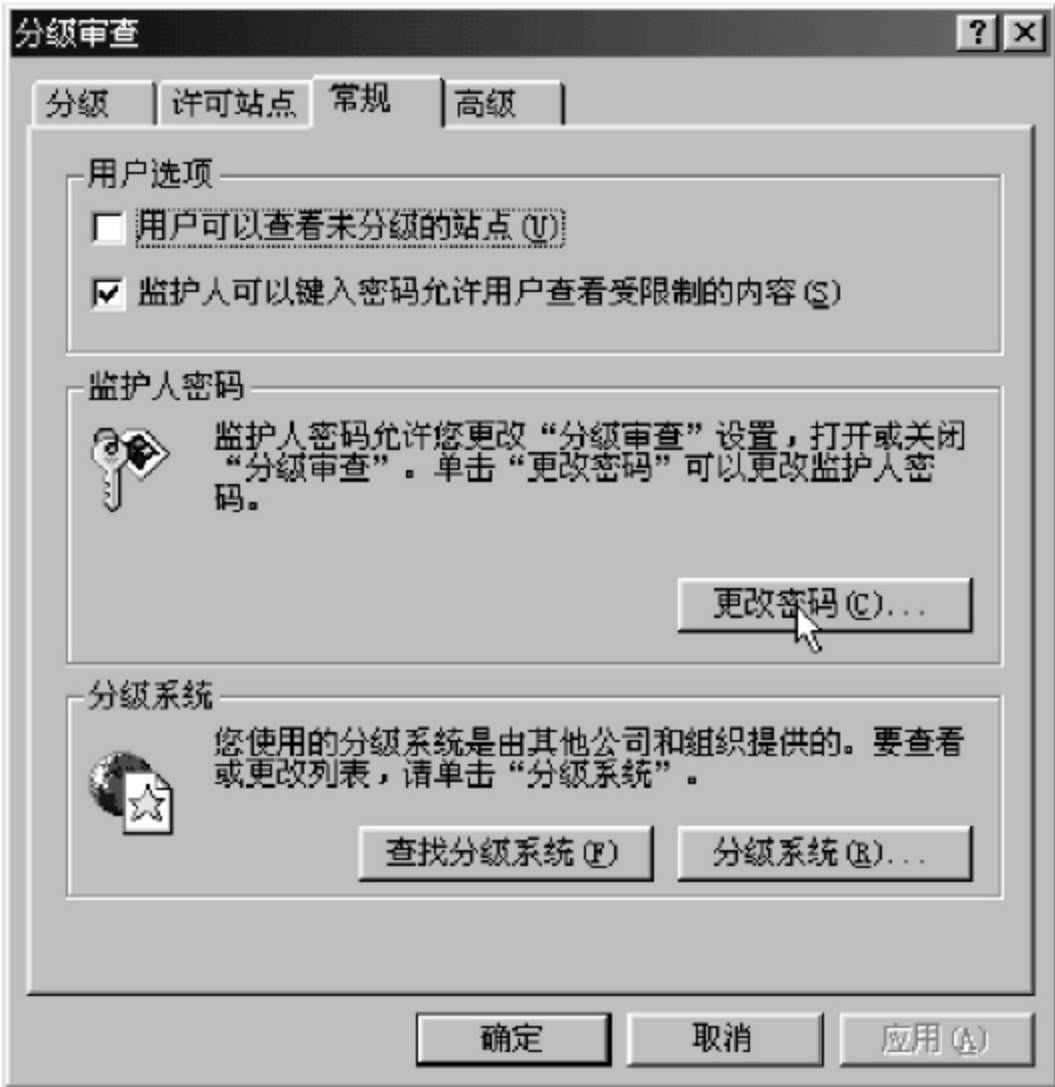 分级审查
分级 许可站点 常规 高级
用户选项
用户可以查看未分级的站点(U)
监护人可以键入密码允许用户查看受限制的内容(S)
监护人密码
监护人密码允许您更改“分级审查”设置，打开或关闭
“分级审查”。单击“更改密码”可以更改监护人密
码。
更改密码(C)...
分级系统
您使用的分级系统是由其他公司和组织提供的。要查看
或更改列表，请单击“分级系统”。
查找分级系统(F) 分级系统(R)...
确定 取消 应用(A)